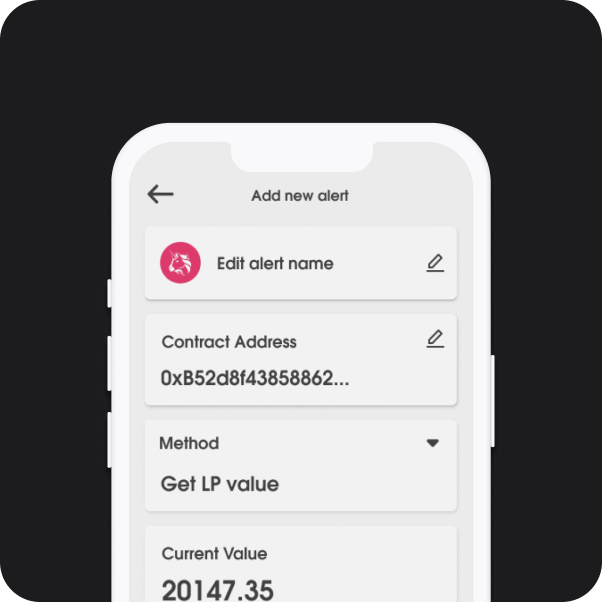 Add new alert
Edit alert name
Contract Address
0xB52d8f43858862...
Method
Get LP value
Current Value
20147.35